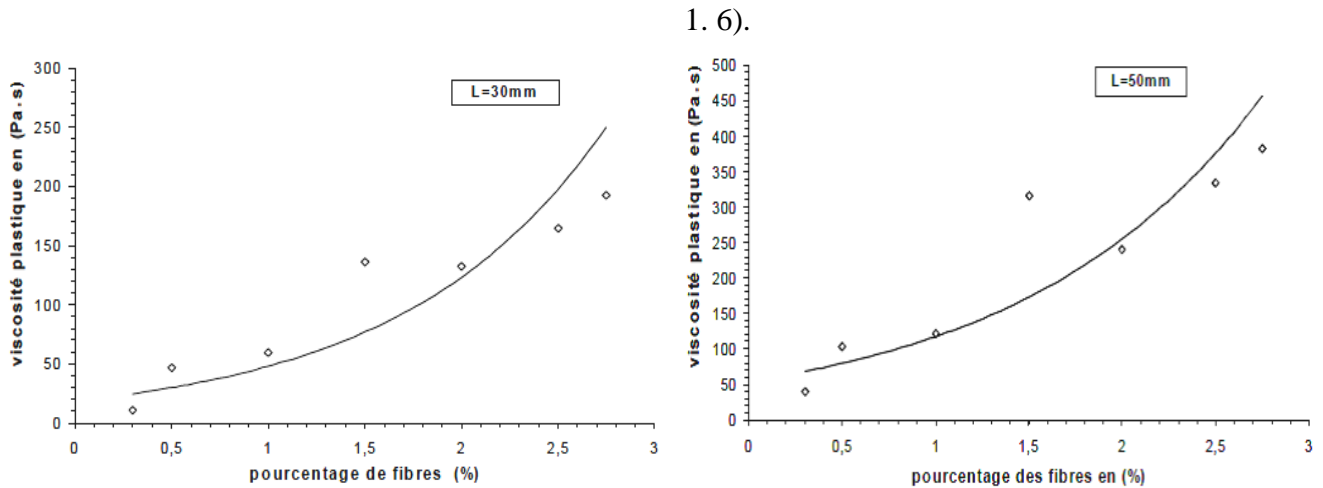 1. 6).
L=30mm
viscosité plastique en (Pa.s)
300
250
200
150
100
50
0
0 0,5 1 1,5 2 2,5 3
pourcentage de fibres (%)
L=50mm
viscosité plastique en (Pa.s)
500
450
400
350
300
250
200
150
100
50
0
0 0,5 1 1,5 2 2,5 3
pourcentage des fibres en (%)